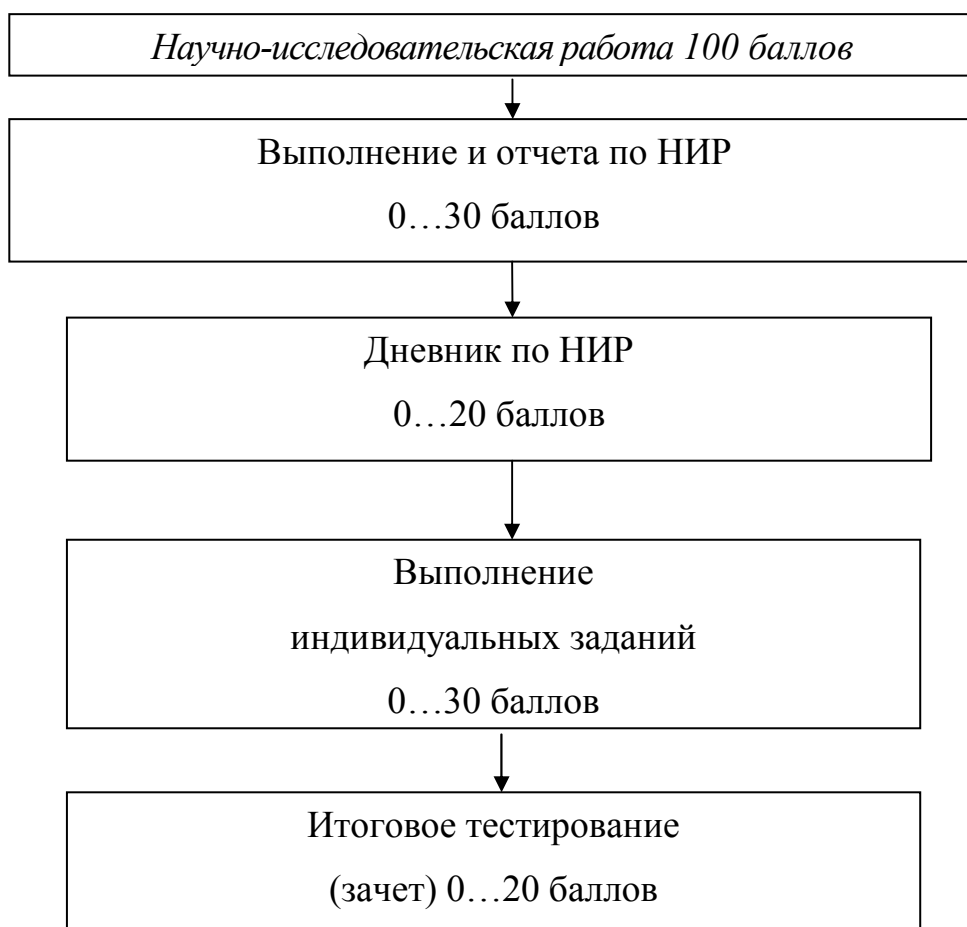 Научно-исследовательская работа 100 баллов
Выполнение и отчета по НИР
0…30 баллов
Дневник по НИР
0…20 баллов
Выполнение
индивидуальных заданий
0…30 баллов
Итоговое тестирование
(зачет) 0…20 баллов